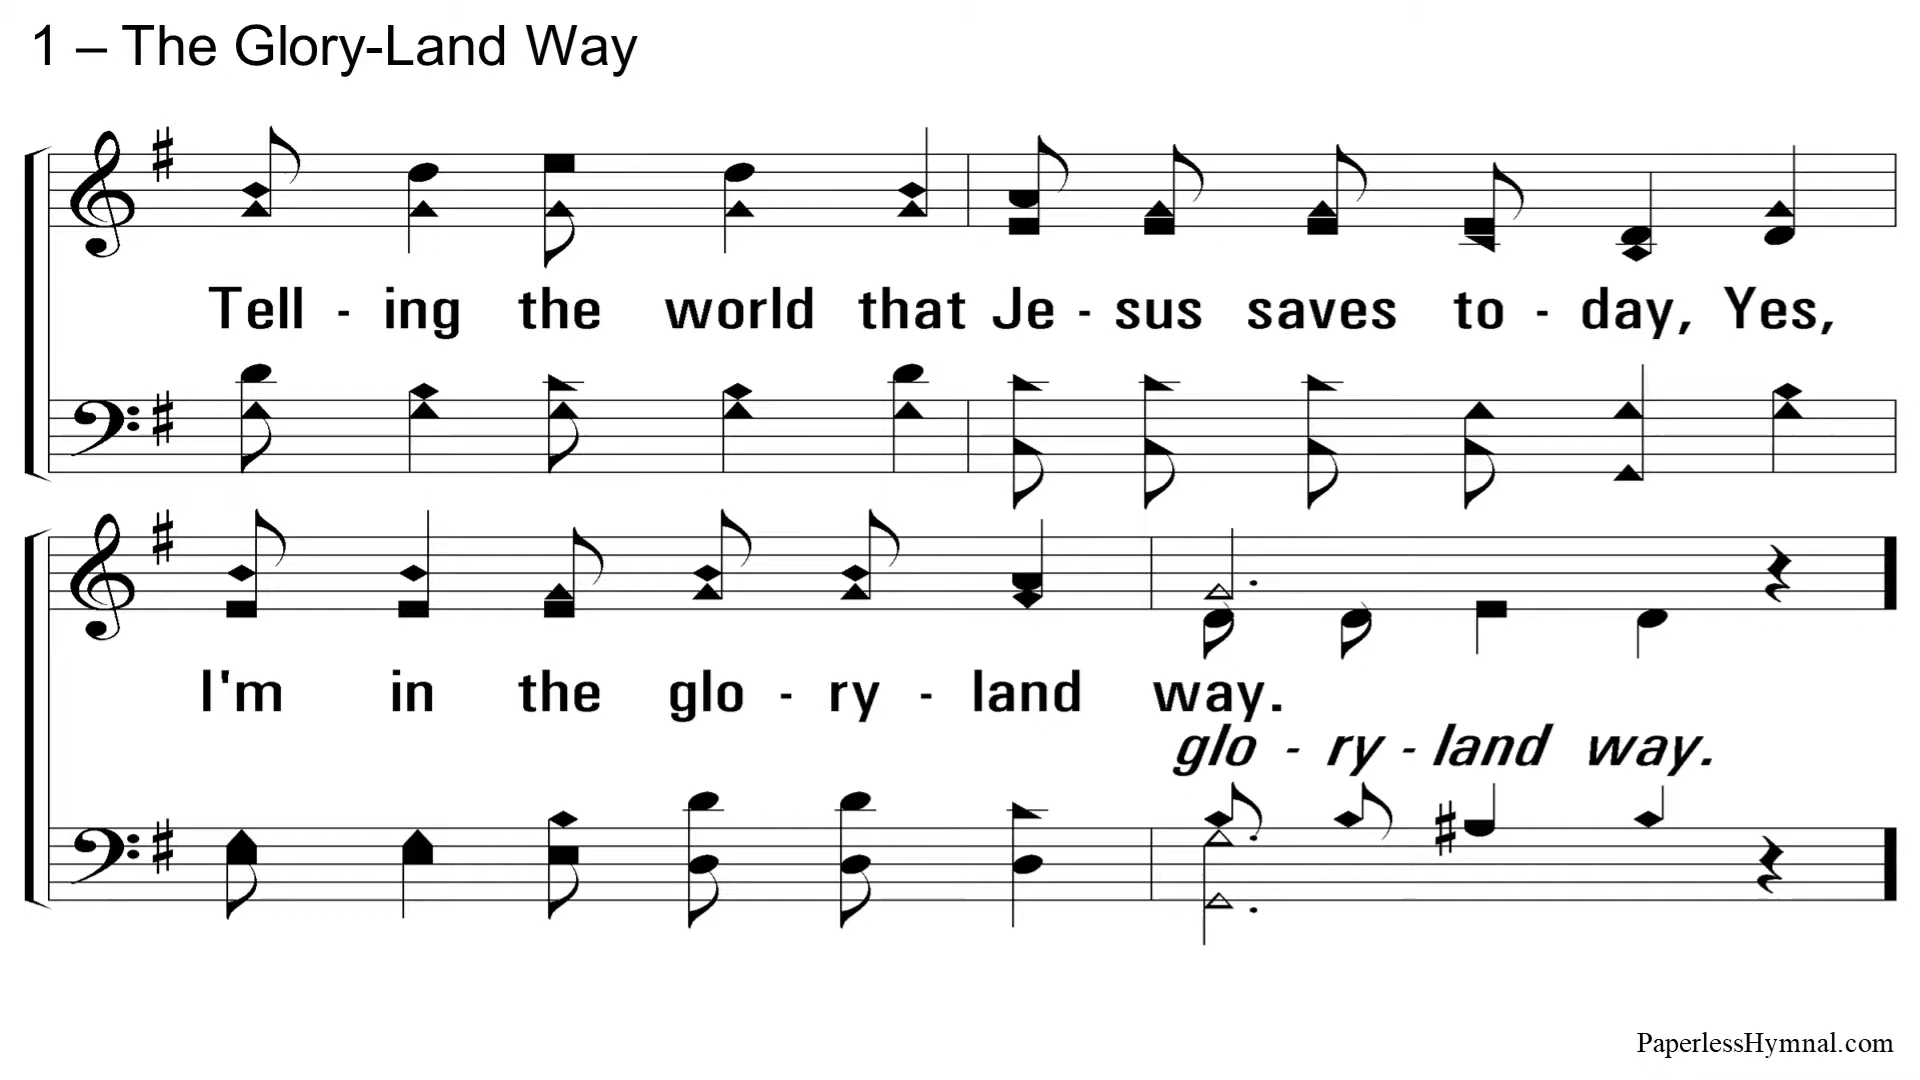 1 – The Glory-Land Way
Tell - ing the world that Je - sus saves to - day, Yes,
I'm in the glo - ry - land way.
glo - ry - land way.
PaperlessHymnal.com